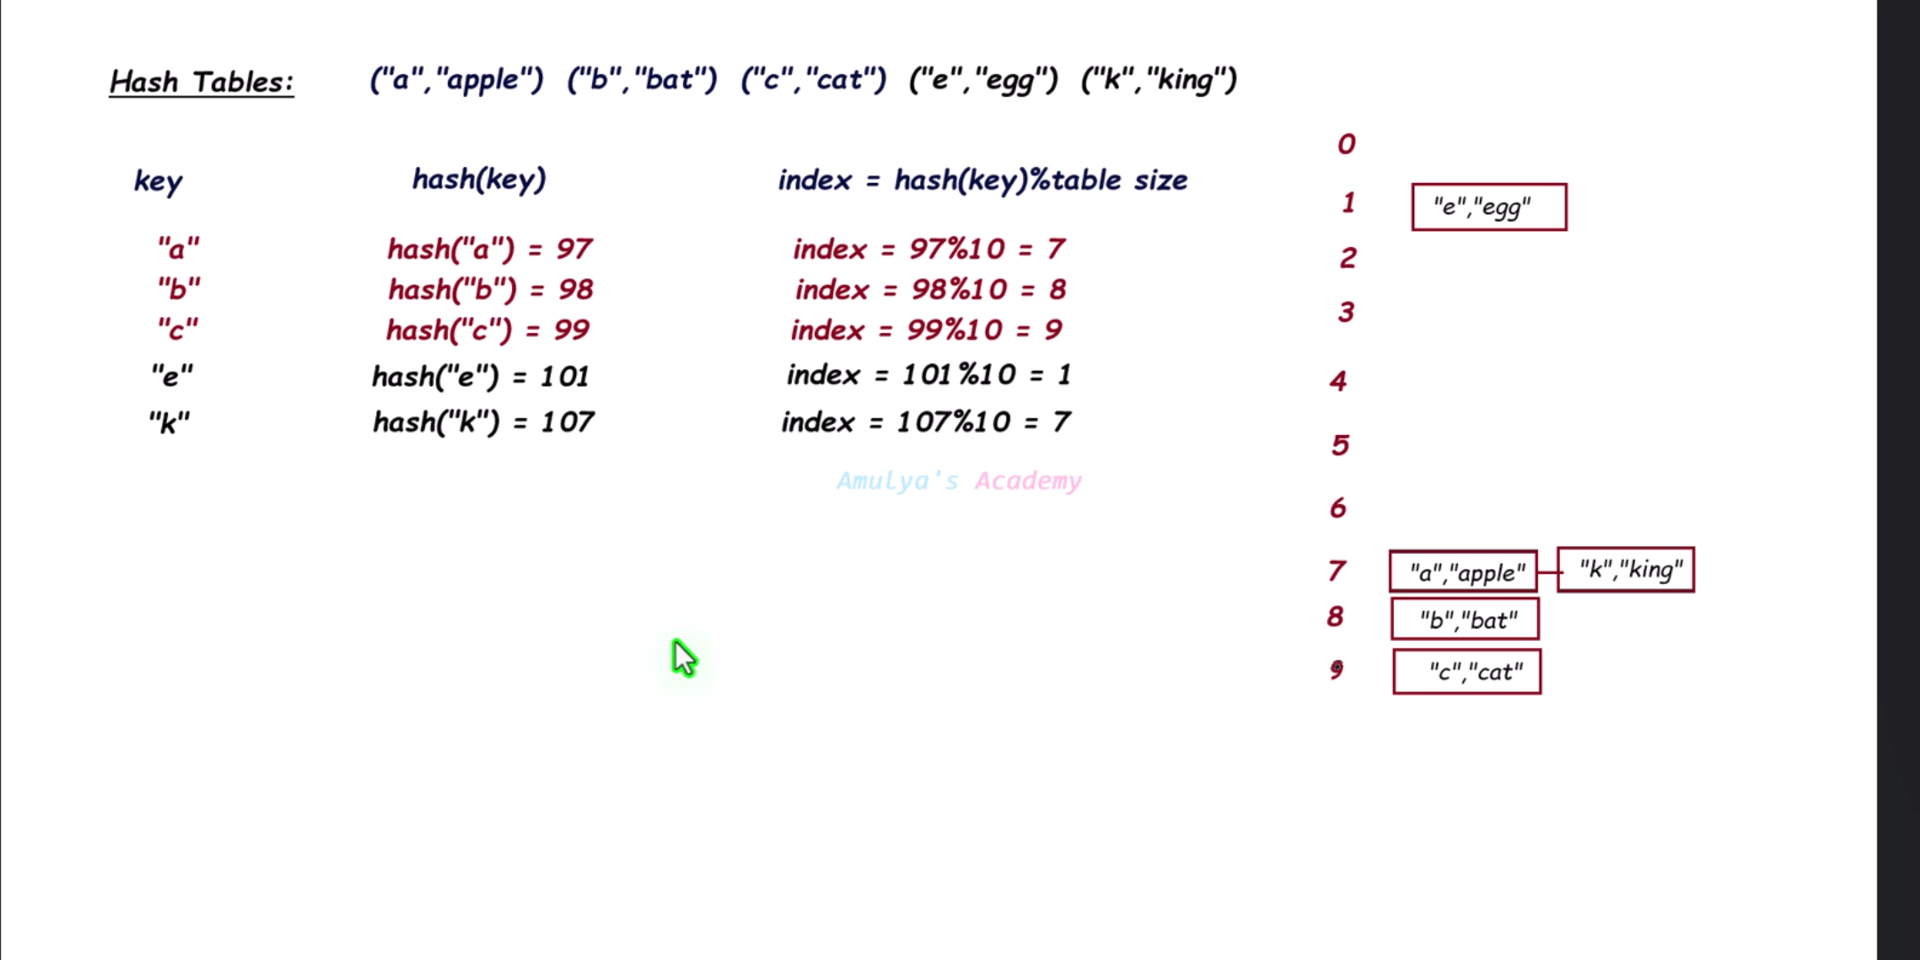 Hash Tables: ("a","apple") ("b","bat") ("c","cat") ("e","egg") ("k","king")
key hash(key) index = hash(key)%table size
"a" hash("a") = 97 index = 97%10 = 7
"b" hash("b") = 98 index = 98%10 = 8
"c" hash("c") = 99 index = 99%10 = 9
"e" hash("e") = 101 index = 101%10 = 1
"k" hash("k") = 107 index = 107%10 = 7
Amulya's Academy
0
1 "e","egg"
2
3
4
5
6
7 "a","apple" "k","king"
8 "b","bat"
9 "c","cat"